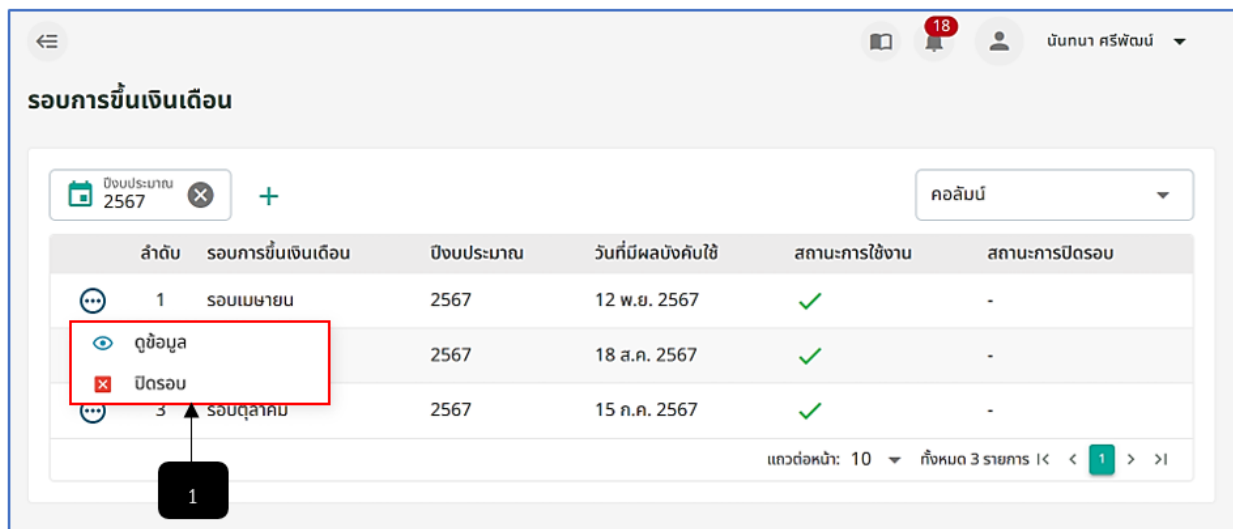 18
นันทนา ศรีพัฒน์
รอบการขึ้นเงินเดือน
ปีงบประมาณ
2567
คอลัมน์
ลำดับ รอบการขึ้นเงินเดือน ปีงบประมาณ วันที่มีผลบังคับใช้ สถานะการใช้งาน สถานะการปิดรอบ
1 รอบเมษายน 2567 12 พ.ย. 2567 -
ดูข้อมูล
2567 18 ส.ค. 2567 -
ปิดรอบ
3 รอบตุลาคม 2567 15 ก.ค. 2567 -
แถวต่อหน้า: 10 ทั้งหมด 3 รายการ |< < 1 > >|
1